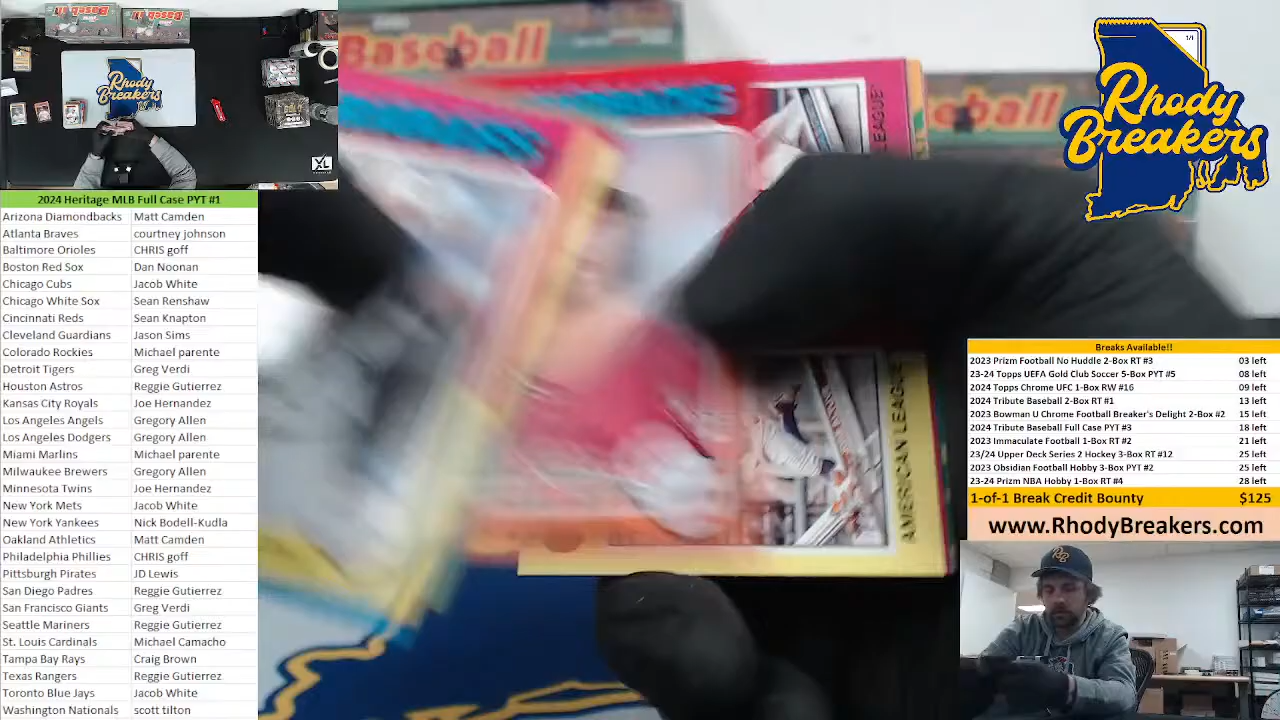 Baseball
Rhody
Breakers
2024 Heritage MLB Full Case PYT #1
Arizona Diamondbacks Matt Camden
Atlanta Braves courtney johnson
Baltimore Orioles CHRIS goff
Boston Red Sox Dan Noonan
Chicago Cubs Jacob White
Chicago White Sox Sean Renshaw
Cincinnati Reds Sean Knapton
Cleveland Guardians Jason Sims
Colorado Rockies Michael parente
Detroit Tigers Greg Verdi
Houston Astros Reggie Gutierrez
Kansas City Royals Joe Hernandez
Los Angeles Angels Gregory Allen
Los Angeles Dodgers Gregory Allen
Miami Marlins Michael parente
Milwaukee Brewers Gregory Allen
Minnesota Twins Joe Hernandez
New York Mets Jacob White
New York Yankees Nick Bodell-Kudla
Oakland Athletics Matt Camden
Philadelphia Phillies CHRIS goff
Pittsburgh Pirates JD Lewis
San Diego Padres Reggie Gutierrez
San Francisco Giants Greg Verdi
Seattle Mariners Reggie Gutierrez
St. Louis Cardinals Michael Camacho
Tampa Bay Rays Craig Brown
Texas Rangers Reggie Gutierrez
Toronto Blue Jays Jacob White
Washington Nationals scott tilton
XL
LEAGUE
AMERICAN LEAGUE
1/1
Rhody
Breakers
Breaks Available!!
2023 Prizm Football No Huddle 2-Box RT #3 03 left
23-24 Topps UEFA Gold Club Soccer 5-Box PYT #5 08 left
2024 Topps Chrome UFC 1-Box RW #16 09 left
2024 Tribute Baseball 2-Box RT #1 13 left
2023 Bowman U Chrome Football Breaker's Delight 2-Box #2 15 left
2024 Tribute Baseball Full Case PYT #3 18 left
2023 Immaculate Football 1-Box RT #2 21 left
23/24 Upper Deck Series 2 Hockey 3-Box RT #12 25 left
2023 Obsidian Football Hobby 3-Box PYT #2 25 left
23-24 Prizm NBA Hobby 1-Box RT #4 28 left
1-of-1 Break Credit Bounty $125
www.RhodyBreakers.com
RB